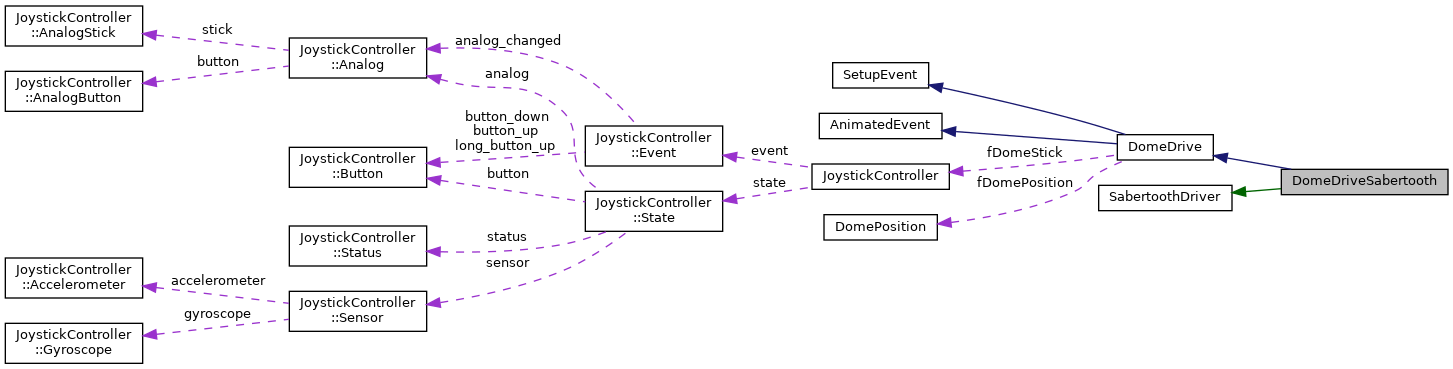 JoystickController
::AnalogStick
JoystickController
::AnalogButton
JoystickController
::Accelerometer
JoystickController
::Gyroscope
stick
button
accelerometer
gyroscope
JoystickController
::Analog
JoystickController
::Button
JoystickController
::Status
JoystickController
::Sensor
analog_changed
analog
button_down
button_up
long_button_up
button
status
sensor
JoystickController
::Event
JoystickController
::State
event
state
SetupEvent
AnimatedEvent
JoystickController
DomePosition
fDomeStick
fDomePosition
DomeDrive
SabertoothDriver
DomeDriveSabertooth